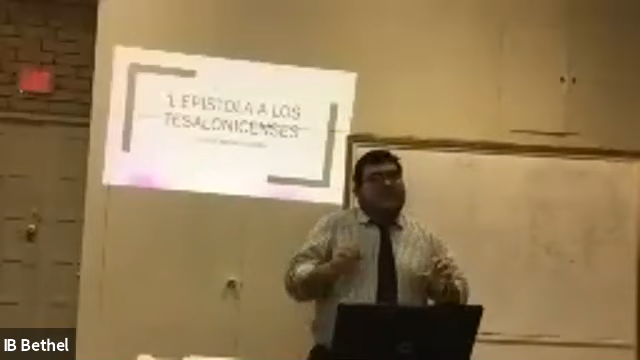 1. EPISTOLA A LOS
TESALONICENSES
IB Bethel